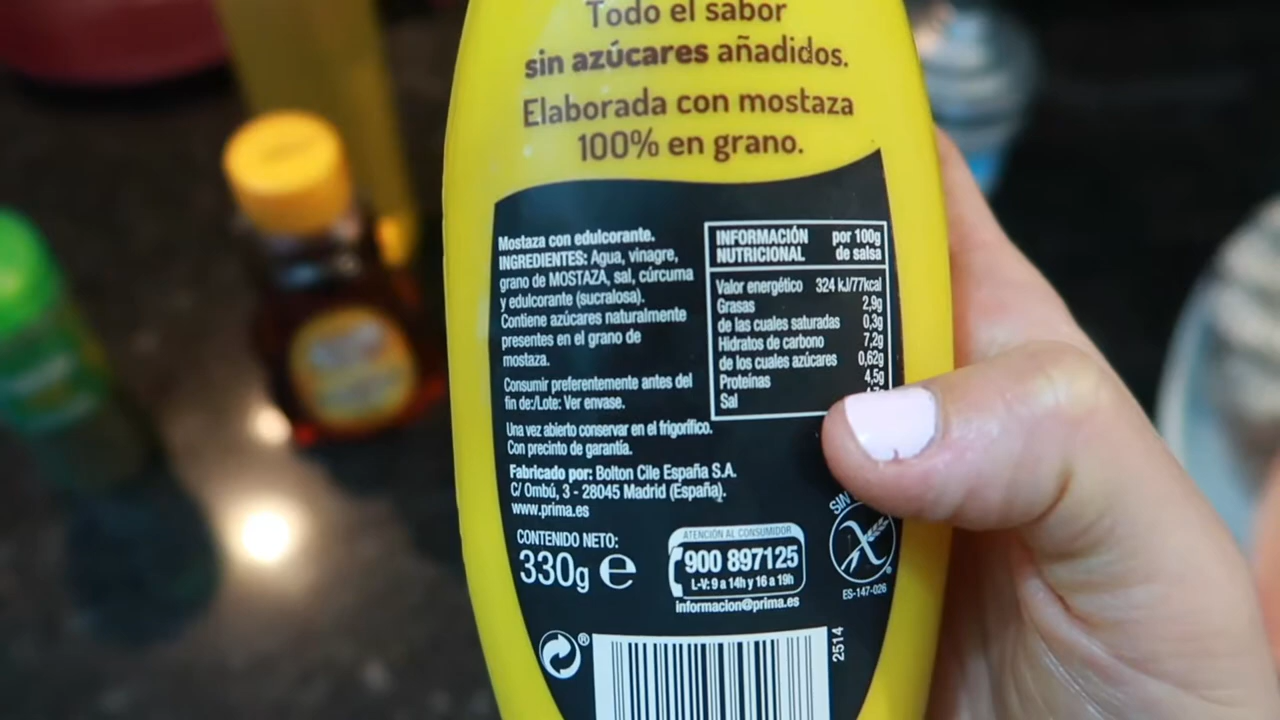 Todo el sabor
sin azúcares añadidos.
Elaborada con mostaza
100% en grano.
Mostaza con edulcorante.
INGREDIENTES: Agua, vinagre,
grano de MOSTAZA, sal, cúrcuma
y edulcorante (sucralosa).
Contiene azúcares naturalmente
presentes en el grano de
mostaza.
Consumir preferentemente antes del
fin de:/Lote: Ver envase.
Una vez abierto conservar en el frigorífico.
Con precinto de garantía.
Fabricado por: Bolton Cile España S.A.
C/ Ombú, 3 - 28045 Madrid (España).
www.prima.es
CONTENIDO NETO:
330g e
INFORMACIÓN NUTRICIONAL por 100g de salsa
Valor energético 324 kJ/77kcal
Grasas 2,9g
de las cuales saturadas 0,3g
Hidratos de carbono 7,2g
de los cuales azúcares 0,62g
Proteínas 4,5g
Sal
ATENCIÓN AL CONSUMIDOR
900 897125
L-V: 9 a 14h y 16 a 19h
informacion@prima.es
SIN
ES-147-026
2514